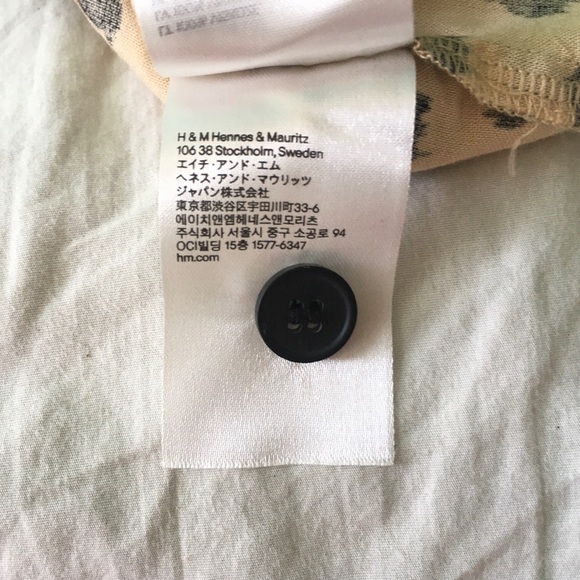 H & M Hennes & Mauritz
106 38 Stockholm, Sweden
エイチ・アンド・エム
ヘネス・アンド・マウリッツ
ジャパン株式会社
東京都渋谷区宇田川町33-6
에이치앤엠헤네스앤모리츠
주식회사 서울시 중구 소공로 94
OCI빌딩 15층 1577-6347
hm.com